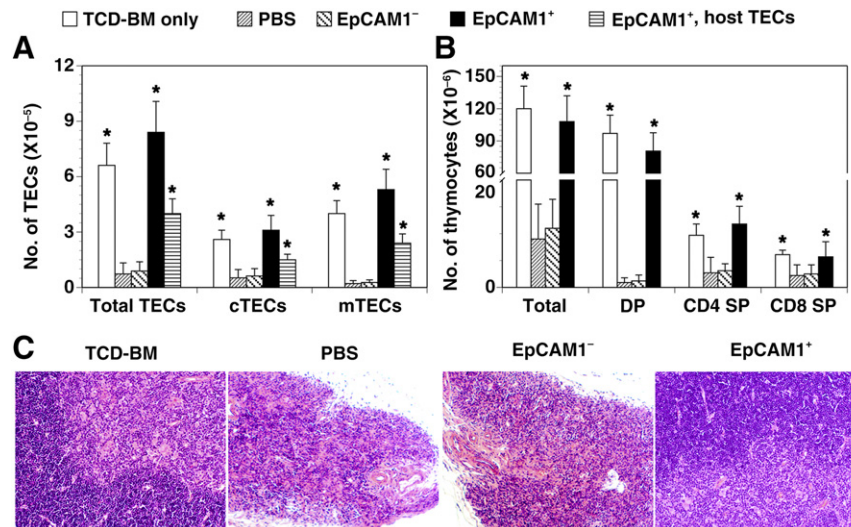 TCD-BM only PBS EpCAM1⁻ EpCAM1⁺ EpCAM1⁺, host TECs
A
No. of TECs (X10⁻⁵)
12
9
6
3
0
* * * * * * * * *
Total TECs cTECs mTECs
B
No. of thymocytes (X10⁻⁶)
150
120
90
60
20
0
* * * * * * * *
Total DP CD4 SP CD8 SP
C
TCD-BM PBS EpCAM1⁻ EpCAM1⁺